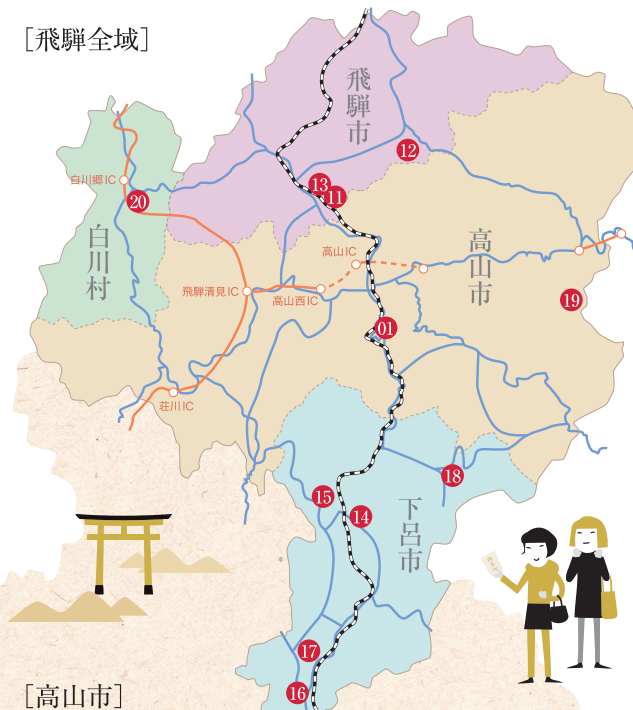 [飛騨全域]
飛騨市
12
白川郷IC
13
11
20
白川村
高山市
高山IC
飛騨清見IC
高山西IC
19
01
荘川IC
18
15
14
下呂市
17
16
[高山市]